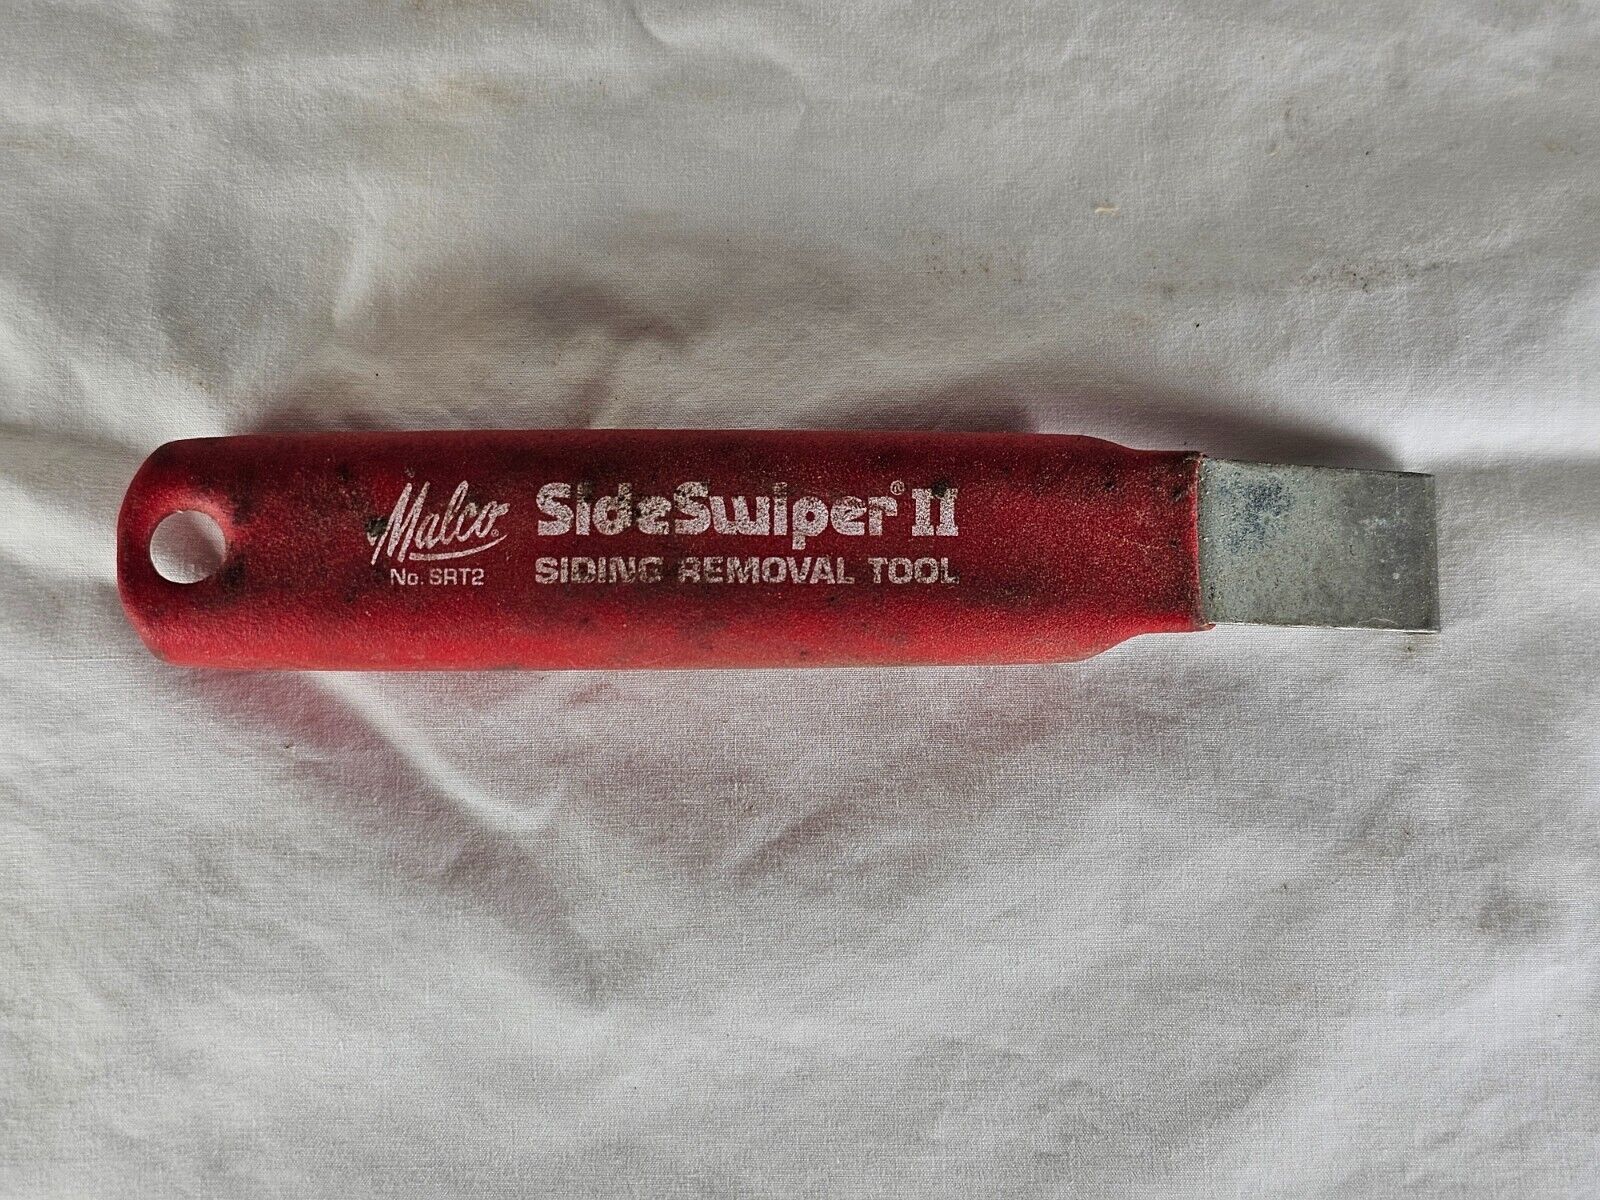 Malco®
No. SRT2
SideSwiper® II
SIDING REMOVAL TOOL